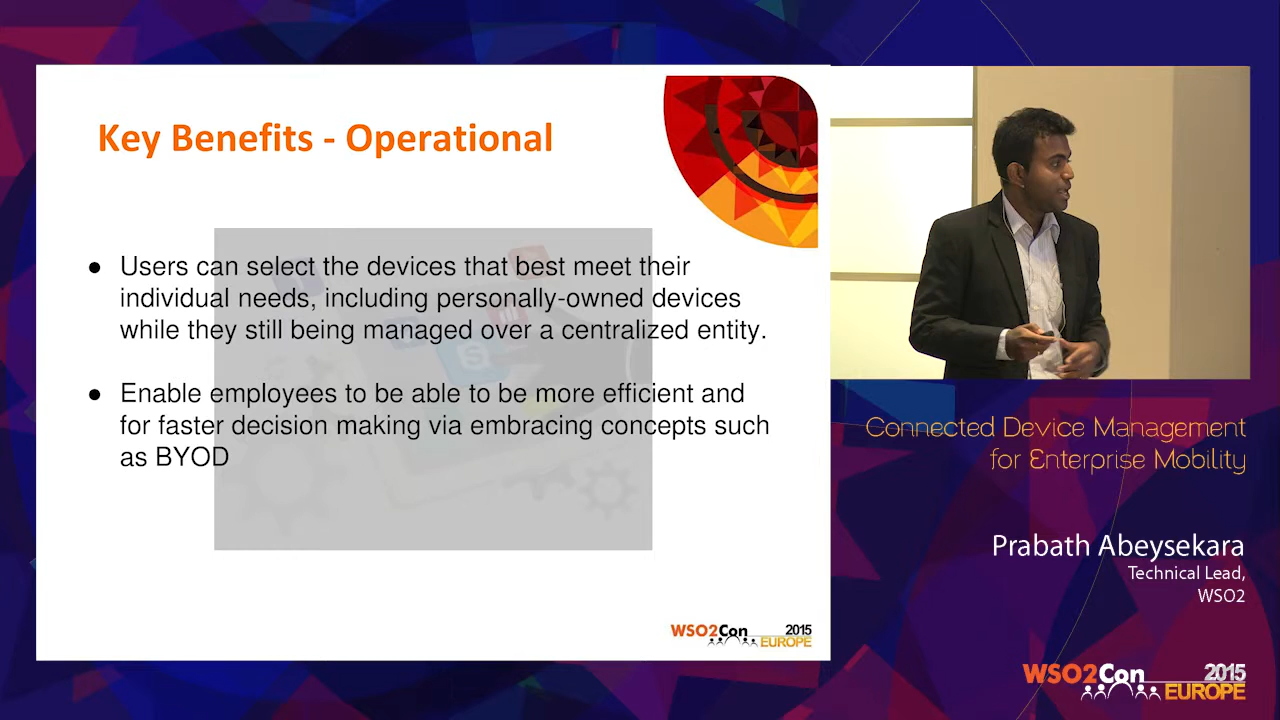 Key Benefits - Operational
● Users can select the devices that best meet their
individual needs, including personally-owned devices
while they still being managed over a centralized entity.
● Enable employees to be able to be more efficient and
for faster decision making via embracing concepts such
as BYOD
WSO2Con 2015
EUROPE
Connected Device Management
for Enterprise Mobility
Prabath Abeysekara
Technical Lead,
WSO2
WSO2Con 2015
EUROPE